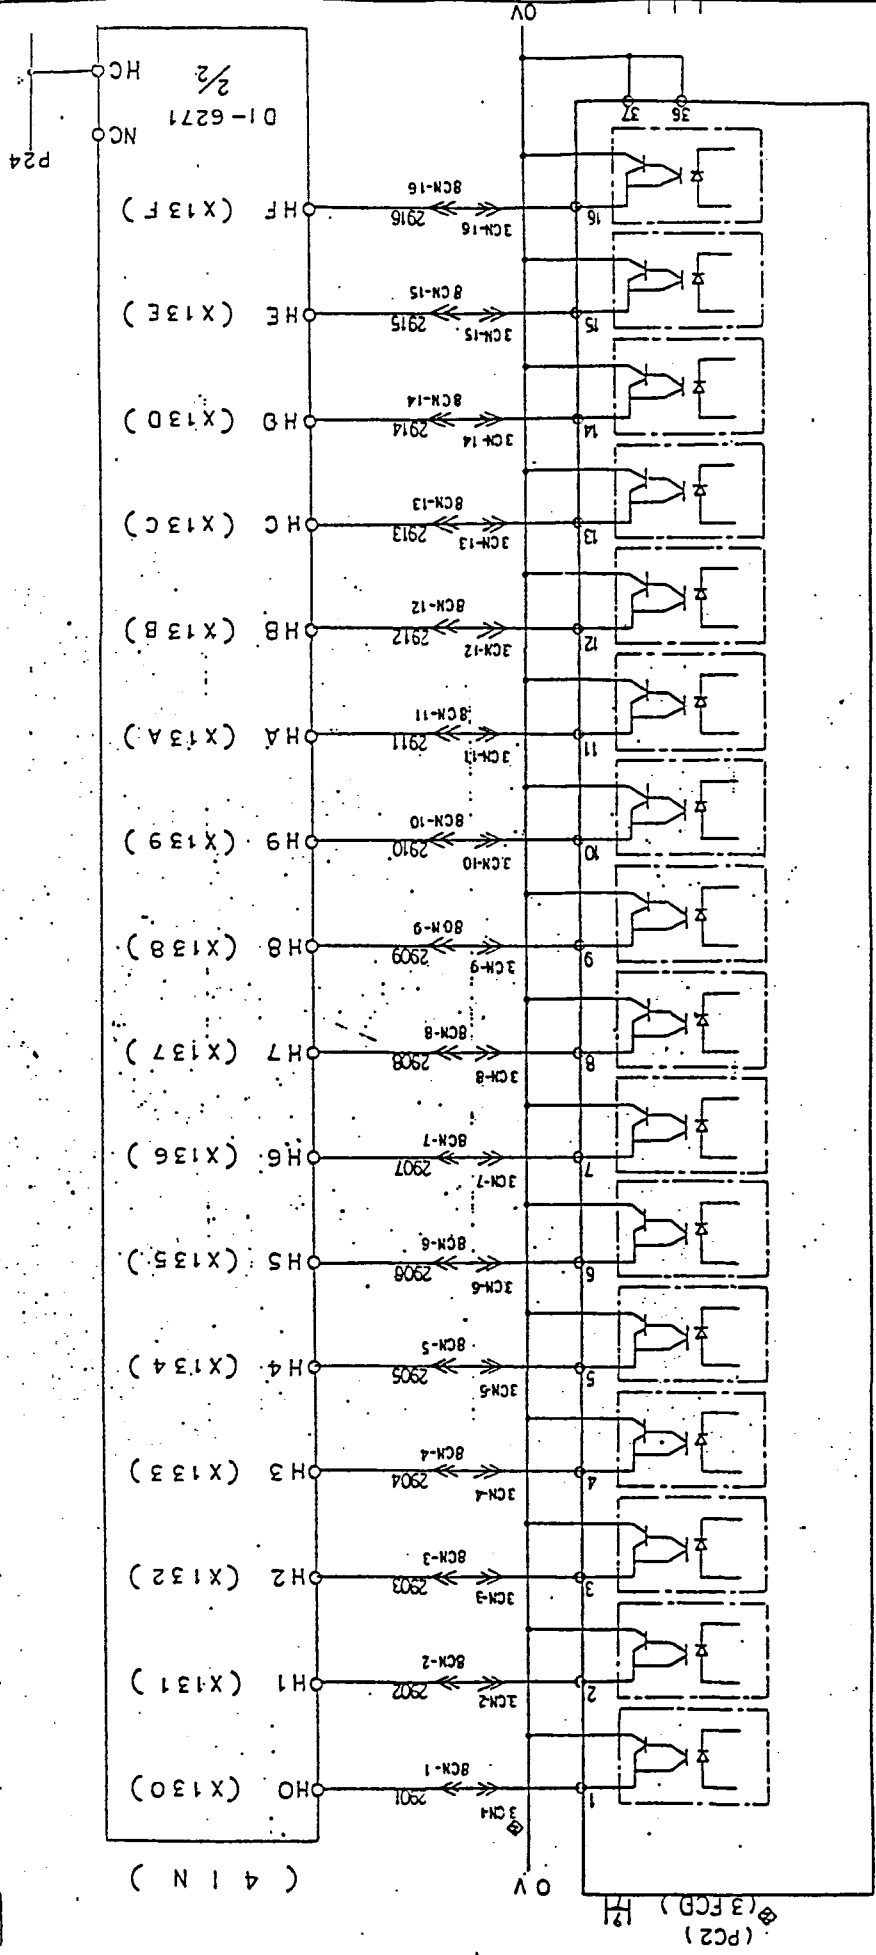 (PC2)
(3FCD)
0V
(4IN)
1 3CN-1 2901 H0 (X130)
8CN-1
2 3CN-2 2902 H1 (X131)
8CN-2
3 3CN-3 2903 H2 (X132)
8CN-3
4 3CN-4 2904 H3 (X133)
8CN-4
5 3CN-5 2905 H4 (X134)
8CN-5
6 3CN-6 2906 H5 (X135)
8CN-6
7 3CN-7 2907 H6 (X136)
8CN-7
8 3CN-8 2908 H7 (X137)
8CN-8
9 3CN-9 2909 H8 (X138)
8CN-9
10 3CN-10 2910 H9 (X139)
8CN-10
11 3CN-11 2911 HA (X13A)
8CN-11
12 3CN-12 2912 HB (X13B)
8CN-12
13 3CN-13 2913 HC (X13C)
8CN-13
14 3CN-14 2914 HD (X13D)
8CN-14
15 3CN-15 2915 HE (X13E)
8CN-15
16 3CN-16 2916 HF (X13F)
8CN-16
P24
NC
DI-6271
36 37
2/2
HC
0V